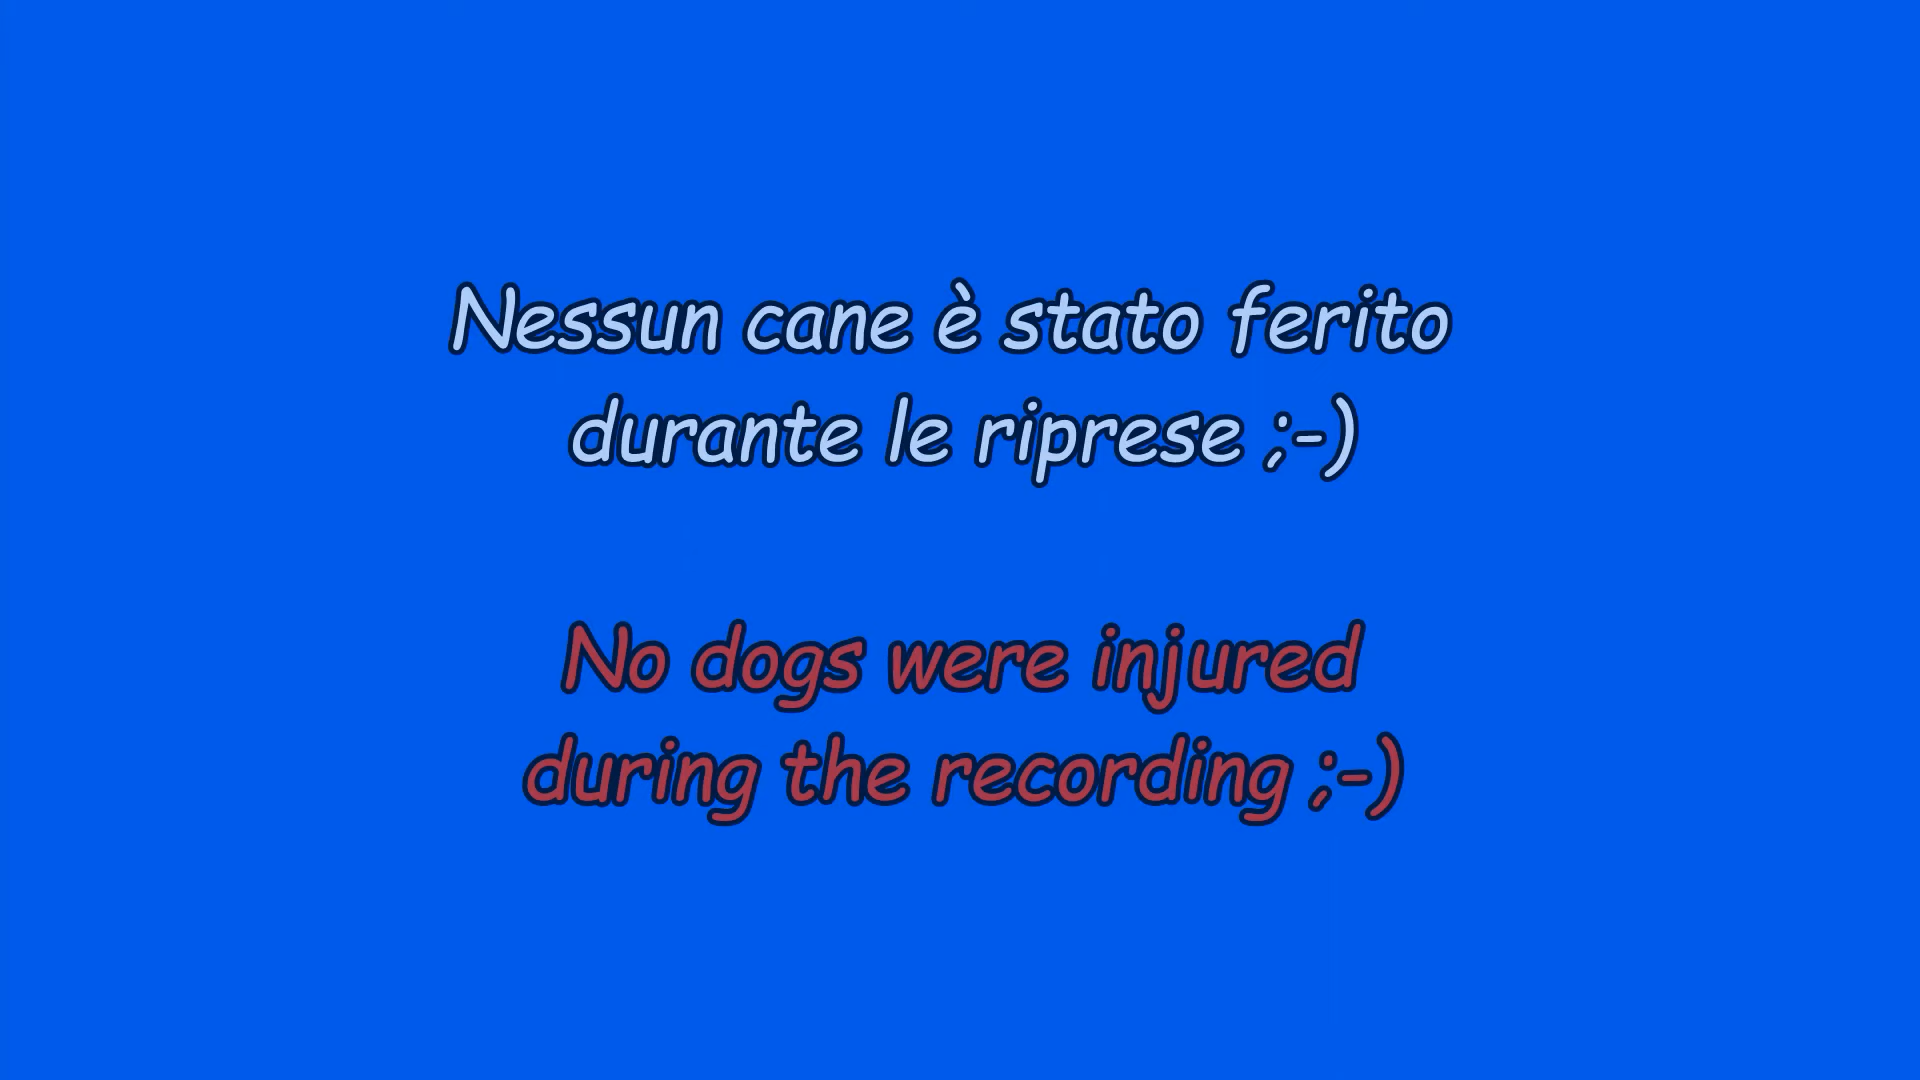 Nessun cane è stato ferito
durante le riprese ;-)
No dogs were injured
during the recording ;-)